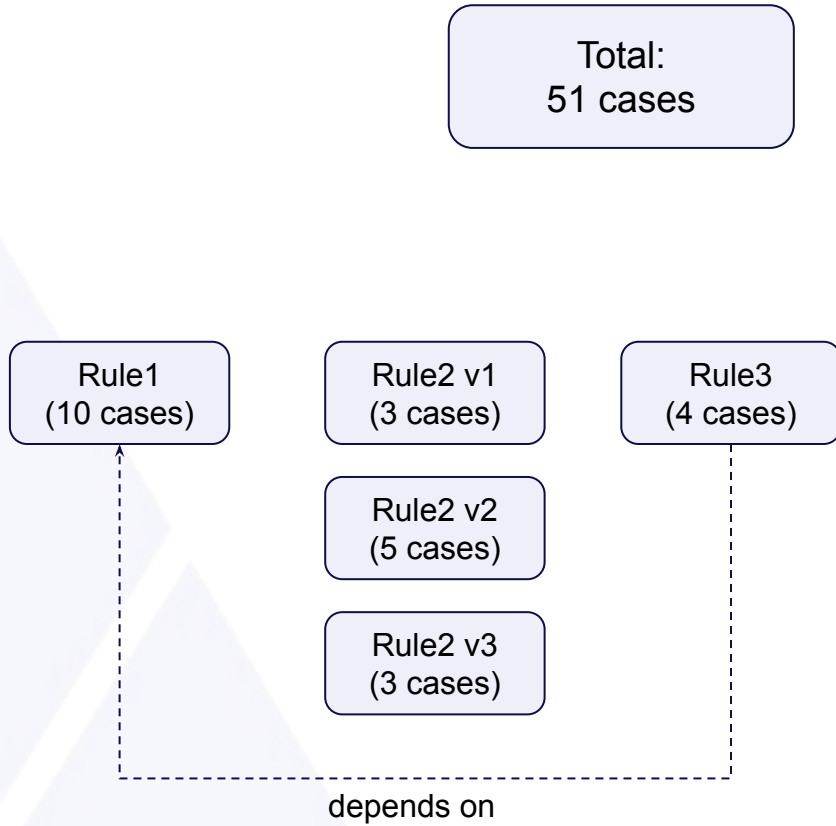 Total:
51 cases
Rule1
(10 cases)
Rule2 v1
(3 cases)
Rule3
(4 cases)
Rule2 v2
(5 cases)
Rule2 v3
(3 cases)
depends on